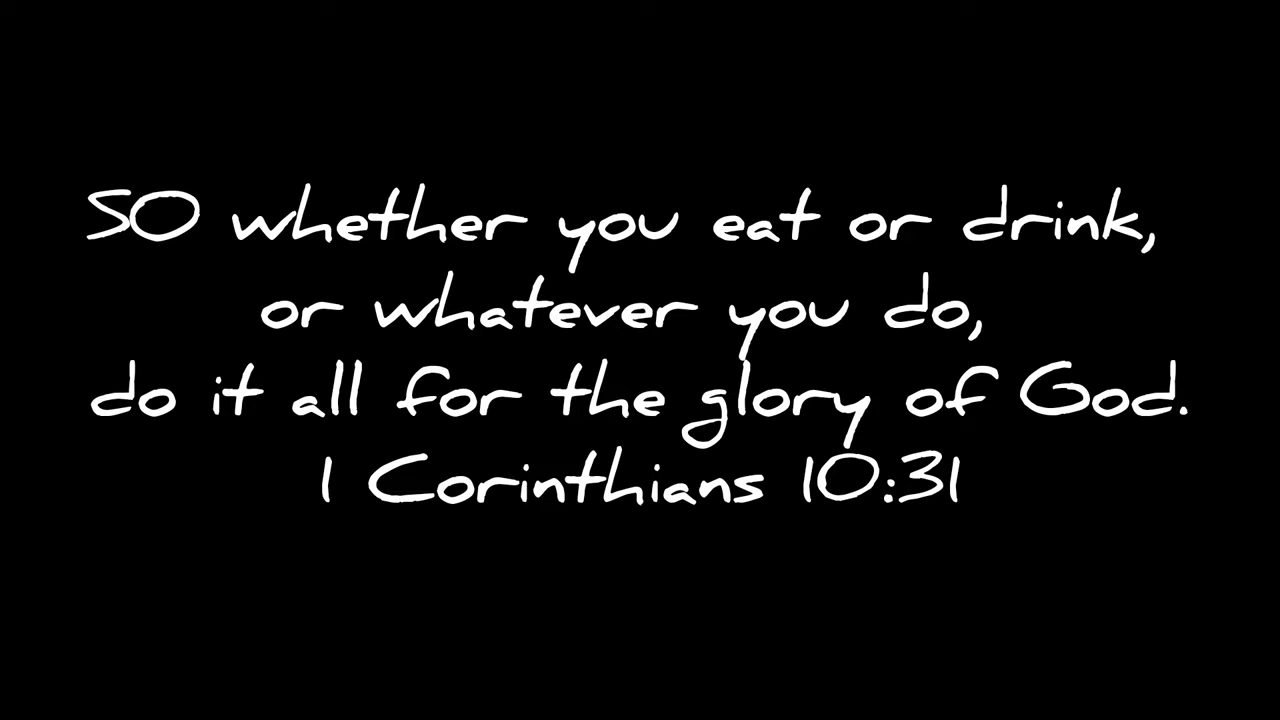 SO whether you eat or drink,
or whatever you do,
do it all for the glory of God.
1 Corinthians 10:31